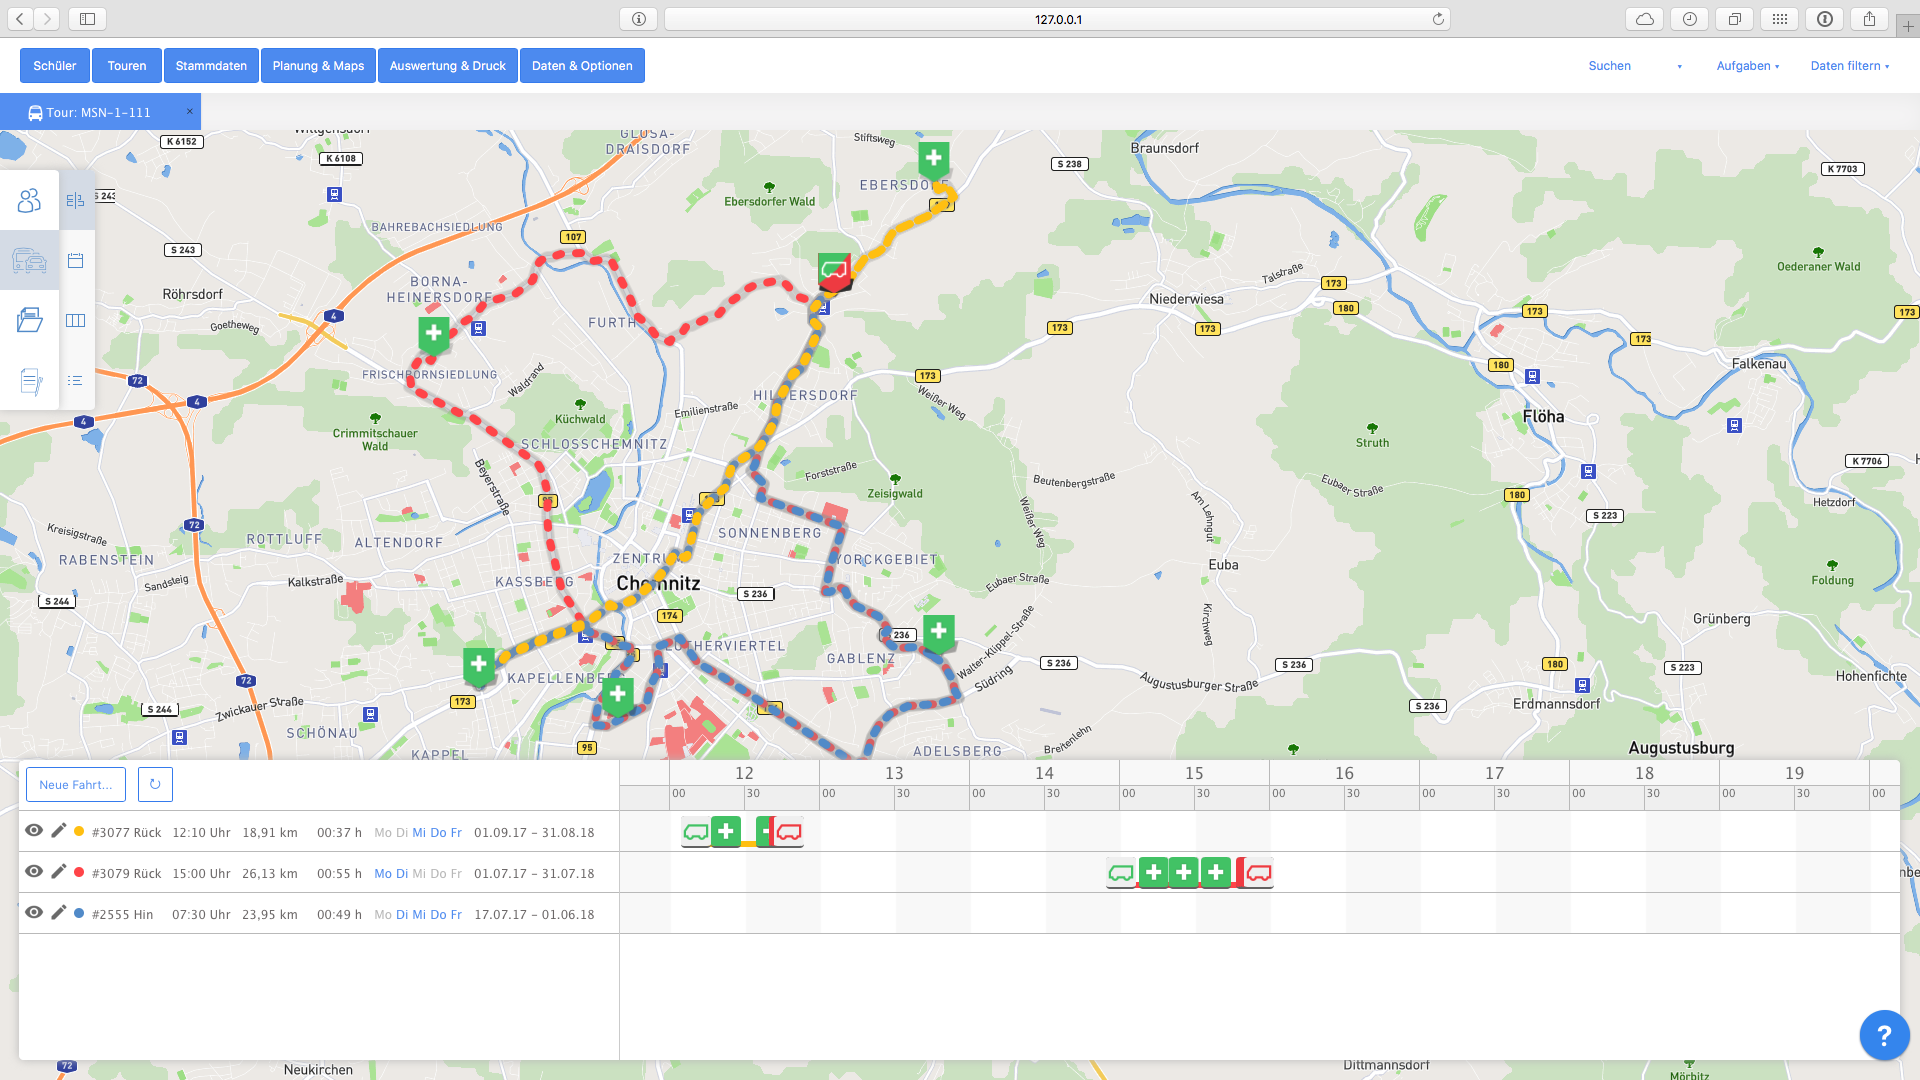 127.0.0.1
Schüler
Touren
Stammdaten
Planung & Maps
Auswertung & Druck
Daten & Optionen
Suchen
Aufgaben
Daten filtern
Tour: MSN-1-111
×
K 6152
K 6108
GLÖSA-
DRAISDORF
Stiftsweg
EBERSDORF
S 238
Braunsdorf
K 7703
Ebersdorfer Wald
BAHREBACHSIEDLUNG
107
S 243
S 243
Talstraße
Oederaner Wald
BORNA-
HEINERSDORF
Röhrsdorf
Goetheweg
4
FURTH
Niederwiesa
173
180
173
173
173
173
173
Falkenau
FRISCHBORNSIEDLUNG
Waldrand
72
4
4
173
180
Weißer Weg
HILBERSDORF
Emilienstraße
Küchwald
Crimmitschauer
Wald
SCHLOSSCHEMNITZ
Flöha
Struth
Beyerstraße
Forststraße
Zeisigwald
Beutenbergstraße
Eubaer Straße
K 7706
180
Am Lehngut
Weißer Weg
Hetzdorf
S 223
95
72
Kreisigstraße
ROTTLUFF
ALTENDORF
RABENSTEIN
SONNENBERG
ZENTRUM
YORCKGEBIET
Euba
Foldung
Sandsteig
Kalkstraße
KASSBERG
Chemnitz
S 236
Eubaer Straße
S 244
174
Kirchweg
Grünberg
236
LUTHERVIERTEL
GABLENZ
Walter-Klippel-Straße
S 236
S 236
180
S 223
Südring
Augustusburger Straße
Hohenfichte
72
KAPELLENBERG
173
S 244
Zwickauer Straße
S 236
Erdmannsdorf
SCHÖNAU
95
KAPPEL
ADELSBERG
Breitenlehn
Augustusburg
Neue Fahrt...
↻
12 13 14 15 16 17 18 19
00 30 00 30 00 30 00 30 00 30 00 30 00 30 00 30 00
#3077 Rück 12:10 Uhr 18,91 km 00:37 h Mo Di Mi Do Fr 01.09.17 – 31.08.18
#3079 Rück 15:00 Uhr 26,13 km 00:55 h Mo Di Mi Do Fr 01.07.17 – 31.07.18
#2555 Hin 07:30 Uhr 23,95 km 00:49 h Mo Di Mi Do Fr 17.07.17 – 01.06.18
?
72
Neukirchen
Dittmannsdorf
Mörbitz